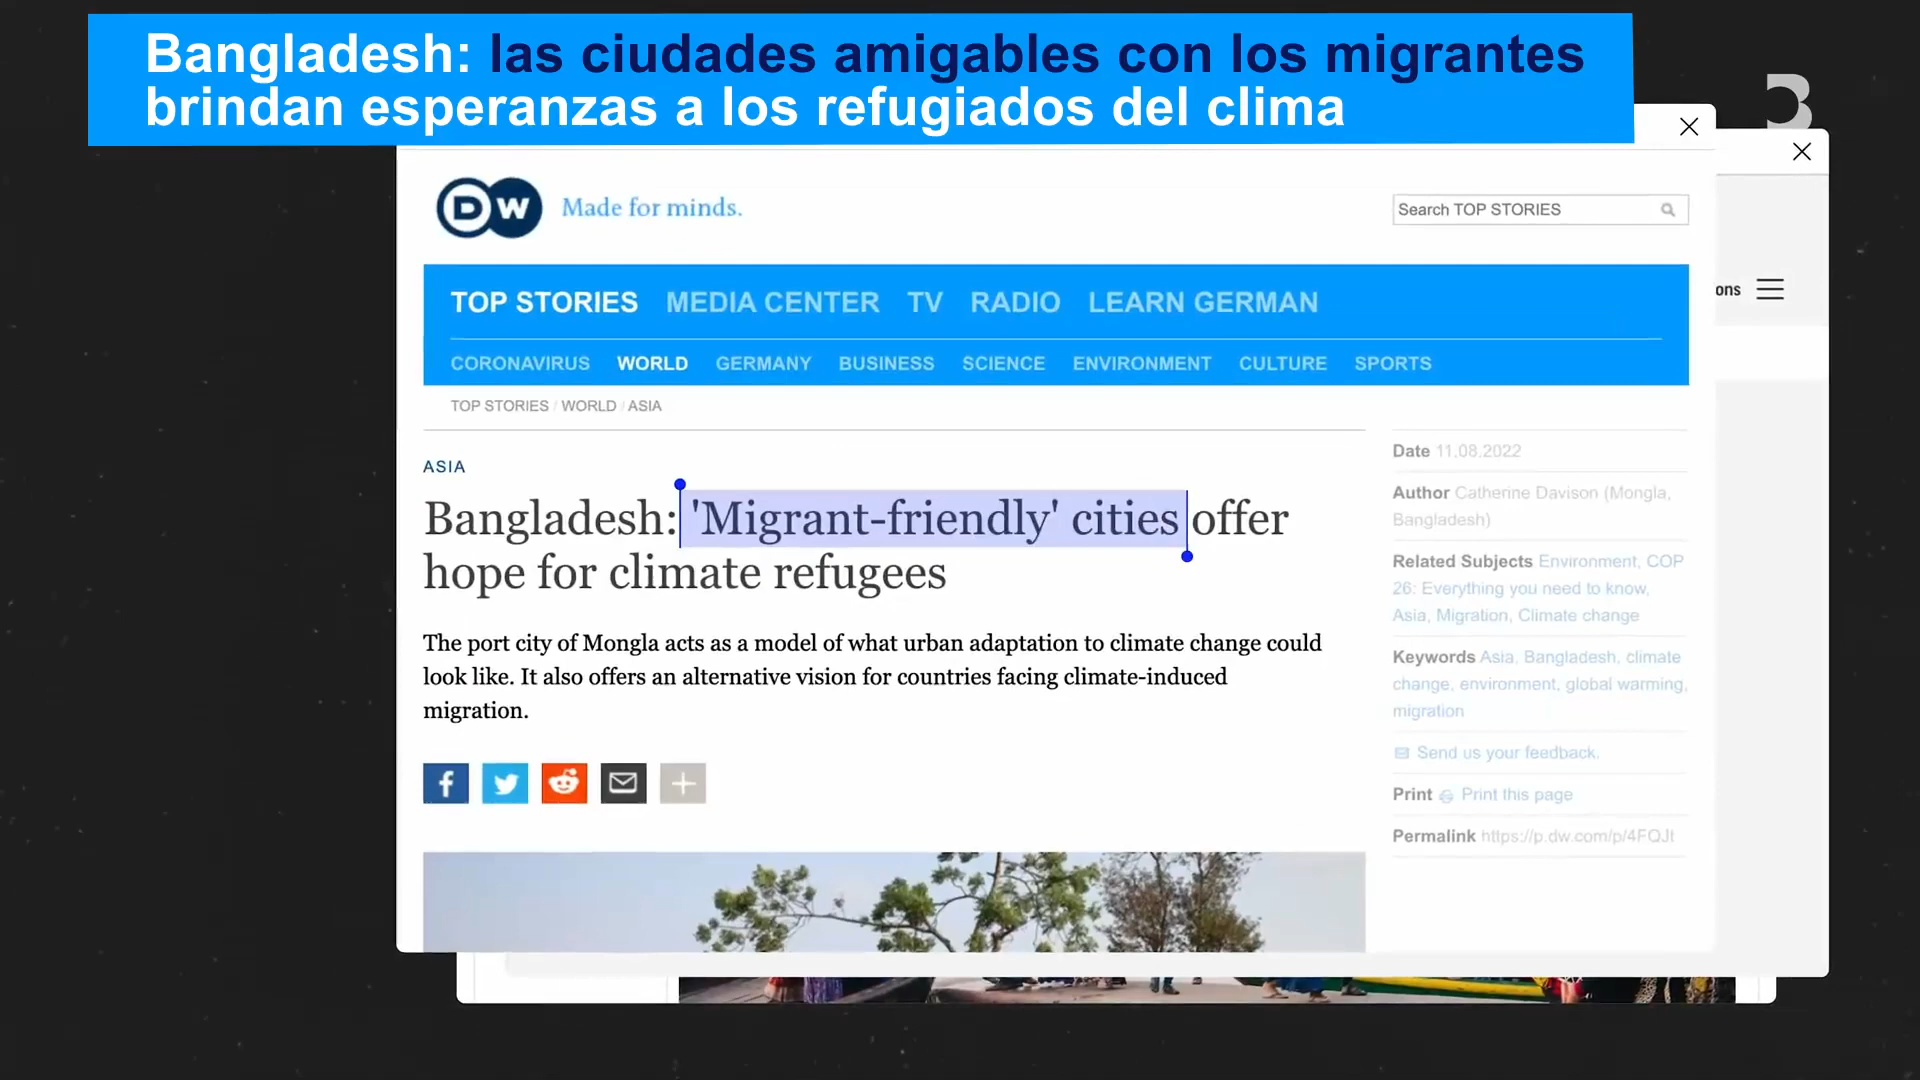 Bangladesh: las ciudades amigables con los migrantes
brindan esperanzas a los refugiados del clima
3
DW Made for minds.
Search TOP STORIES
TOP STORIES MEDIA CENTER TV RADIO LEARN GERMAN
ons
CORONAVIRUS WORLD GERMANY BUSINESS SCIENCE ENVIRONMENT CULTURE SPORTS
TOP STORIES / WORLD / ASIA
ASIA
Bangladesh: 'Migrant-friendly' cities offer
hope for climate refugees
The port city of Mongla acts as a model of what urban adaptation to climate change could
look like. It also offers an alternative vision for countries facing climate-induced
migration.
Date 11.08.2022
Author Catherine Davison (Mongla,
Bangladesh)
Related Subjects Environment, COP
26: Everything you need to know,
Asia, Migration, Climate change
Keywords Asia, Bangladesh, climate
change, environment, global warming,
migration
Send us your feedback.
Print Print this page
Permalink https://p.dw.com/p/4FQJt